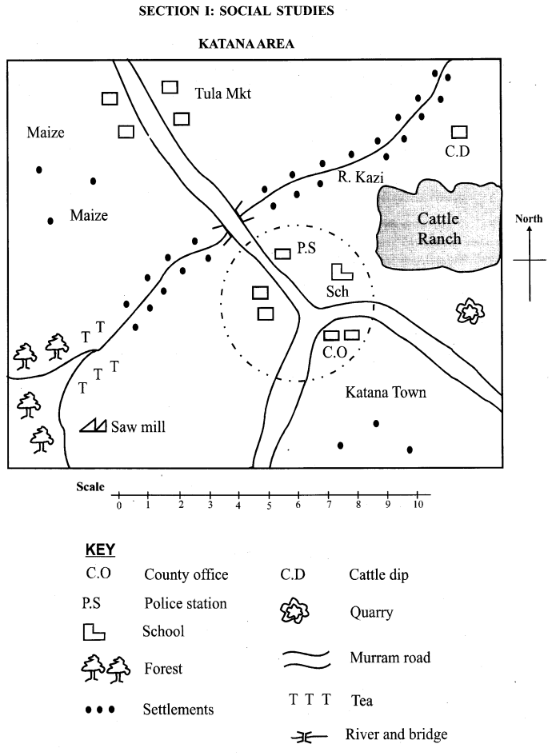 SECTION I: SOCIAL STUDIES
KATANA AREA
Tula Mkt
Maize
C.D
R. Kazi
Maize
Cattle
Ranch
North
P.S
Sch
T T
C.O
T T
T
Katana Town
Saw mill
Scale
0 1 2 3 4 5 6 7 8 9 10
KEY
C.O County office
C.D Cattle dip
P.S Police station
Quarry
School
Murram road
Forest
T T T Tea
Settlements
River and bridge